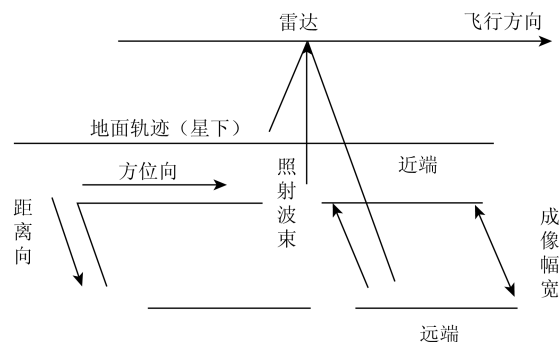 雷达
飞行方向
地面轨迹（星下）
方位向
照射波束
近端
距离向
成像幅宽
远端